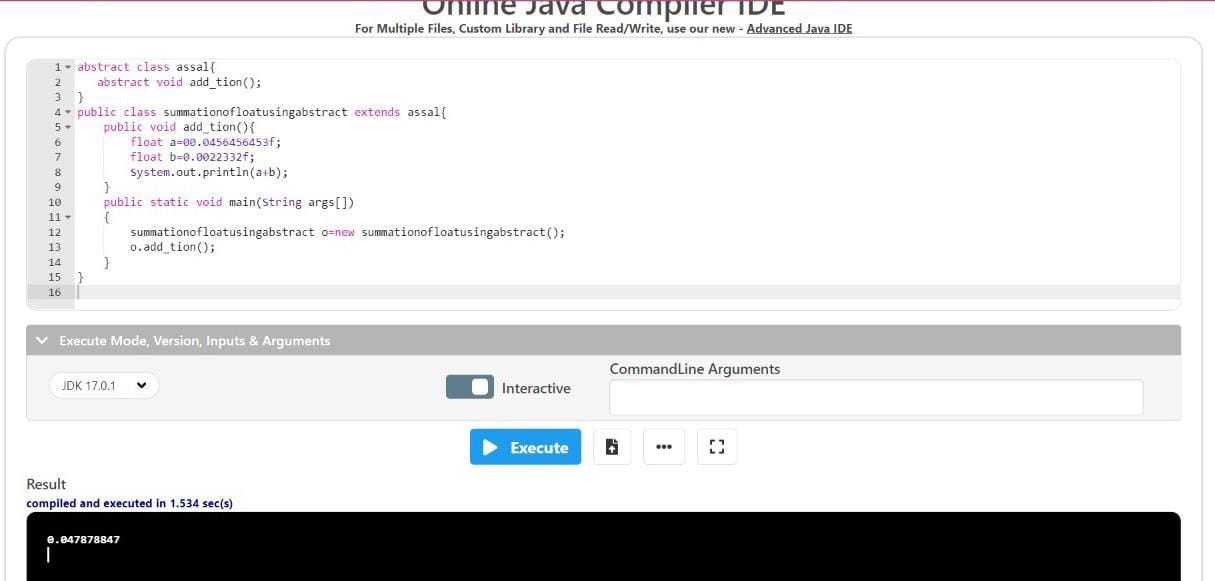 Online Java Compiler IDE
For Multiple Files, Custom Library and File Read/Write, use our new - Advanced Java IDE
1 abstract class assal{
2    abstract void add_tion();
3 }
4 public class summationofloatusingabstract extends assal{
5     public void add_tion(){
6         float a=00.0456456453f;
7         float b=0.0022332f;
8         System.out.println(a+b);
9     }
10     public static void main(String args[])
11     {
12         summationofloatusingabstract o=new summationofloatusingabstract();
13         o.add_tion();
14     }
15 }
16
Execute Mode, Version, Inputs & Arguments
CommandLine Arguments
JDK 17.0.1
Interactive
Execute
Result
compiled and executed in 1.534 sec(s)
0.047878847